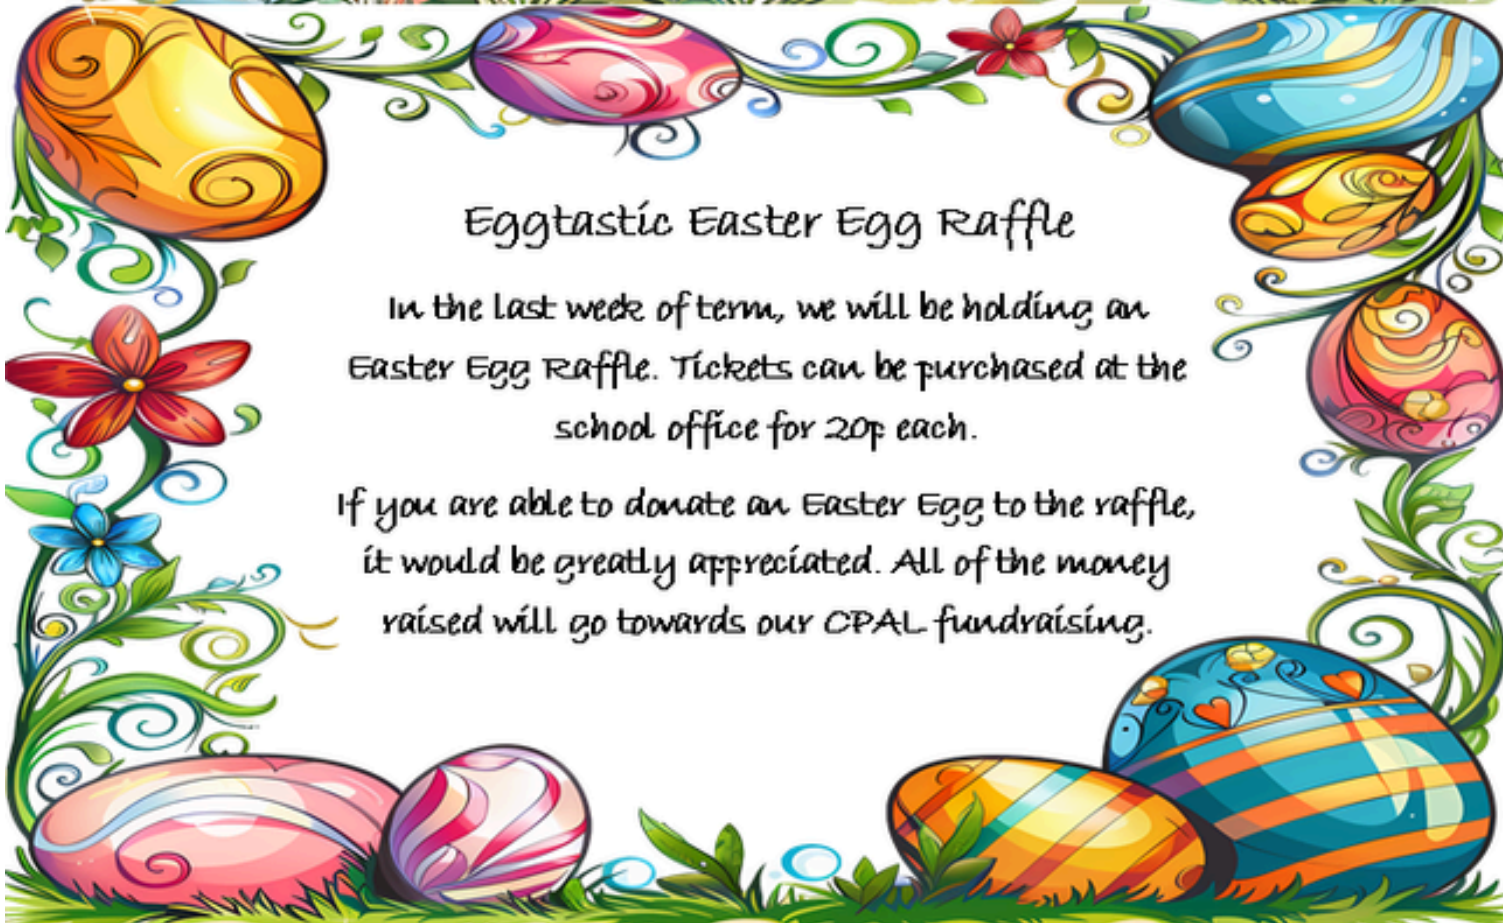 Eggtastic Easter Egg Raffle
In the last week of term, we will be holding an
Easter Egg Raffle. Tickets can be purchased at the
school office for 20p each.
If you are able to donate an Easter Egg to the raffle,
it would be greatly appreciated. All of the money
raised will go towards our CPAL fundraising.